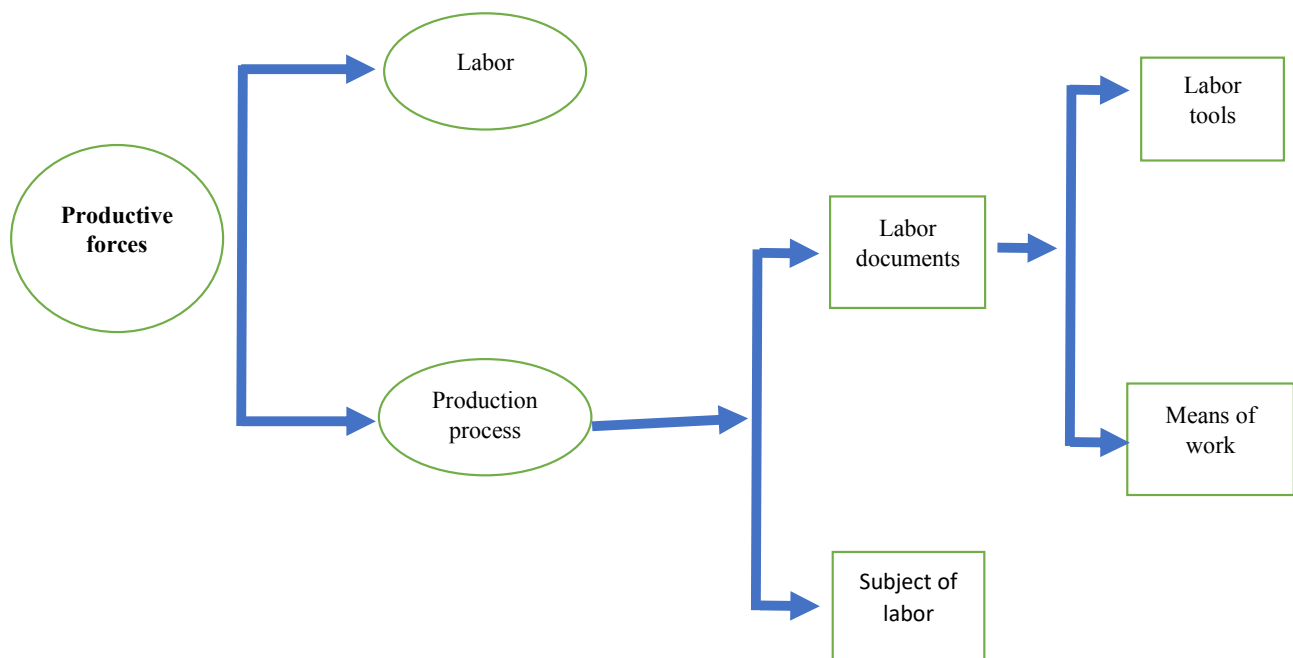 Productive
forces
Labor
Production
process
Labor
documents
Subject of
labor
Labor
tools
Means of
work